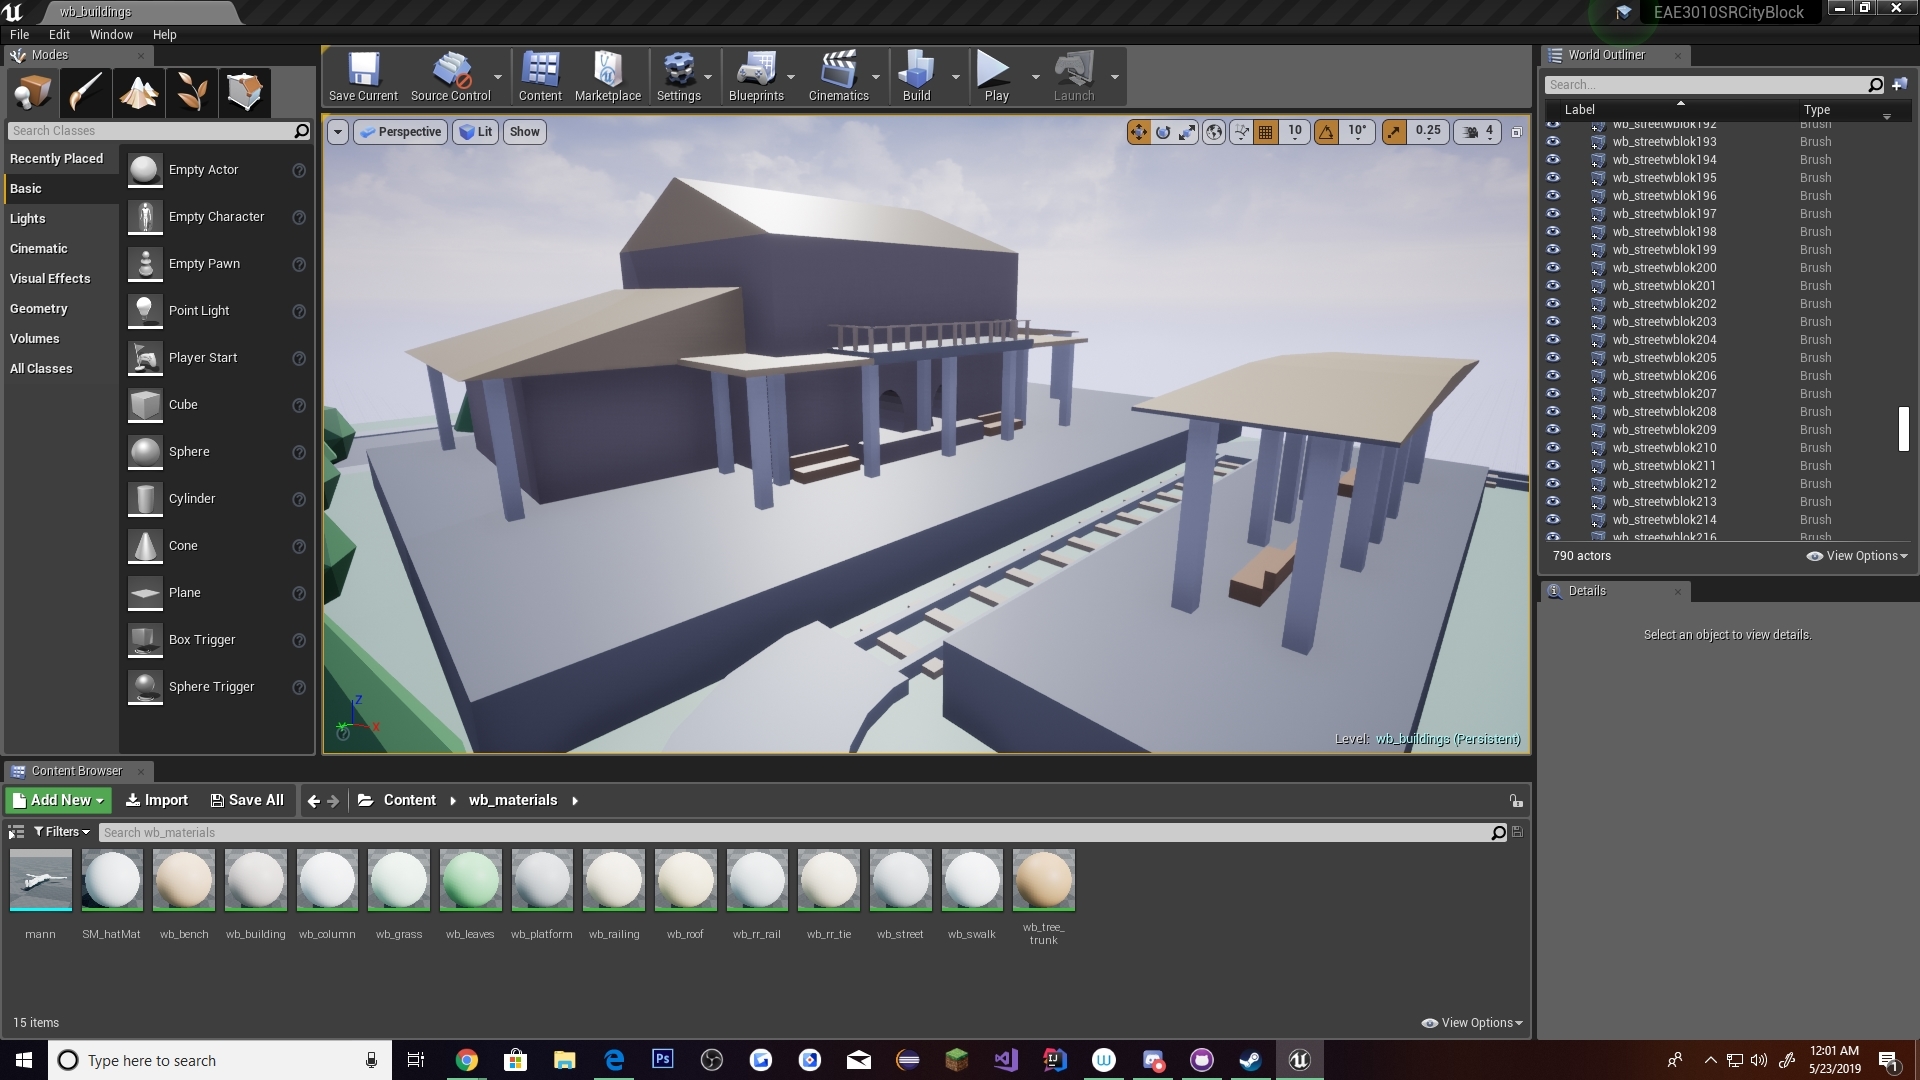 wb_buildings
EAE3010SRCityBlock
File Edit Window Help
Modes
Search Classes
Recently Placed
Basic
Lights
Cinematic
Visual Effects
Geometry
Volumes
All Classes
Empty Actor
Empty Character
Empty Pawn
Point Light
Player Start
Cube
Sphere
Cylinder
Cone
Plane
Box Trigger
Sphere Trigger
Save Current Source Control Content Marketplace Settings Blueprints Cinematics Build Play Launch
Perspective Lit Show
10 10° 0.25 4
Z
Y X
Level: wb_buildings (Persistent)
World Outliner
Search...
Label Type
wb_streetwblok192 Brush
wb_streetwblok193 Brush
wb_streetwblok194 Brush
wb_streetwblok195 Brush
wb_streetwblok196 Brush
wb_streetwblok197 Brush
wb_streetwblok198 Brush
wb_streetwblok199 Brush
wb_streetwblok200 Brush
wb_streetwblok201 Brush
wb_streetwblok202 Brush
wb_streetwblok203 Brush
wb_streetwblok204 Brush
wb_streetwblok205 Brush
wb_streetwblok206 Brush
wb_streetwblok207 Brush
wb_streetwblok208 Brush
wb_streetwblok209 Brush
wb_streetwblok210 Brush
wb_streetwblok211 Brush
wb_streetwblok212 Brush
wb_streetwblok213 Brush
wb_streetwblok214 Brush
wb_streetwblok216 Brush
790 actors View Options
Details
Select an object to view details.
Content Browser
Add New Import Save All Content wb_materials
Filters Search wb_materials
mann SM_hatMat wb_bench wb_building wb_column wb_grass wb_leaves wb_platform wb_railing wb_roof wb_rr_rail wb_rr_tie wb_street wb_swalk wb_tree_
trunk
15 items View Options
Type here to search
Ps
IJ
W
12:01 AM
5/23/2019
1